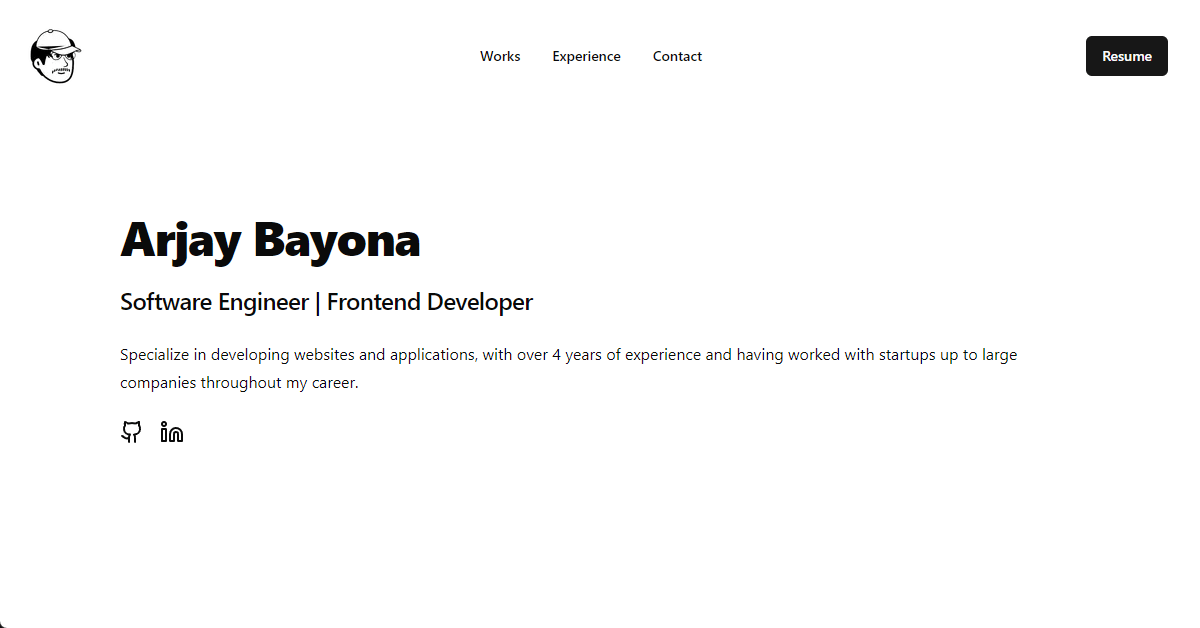 Works Experience Contact Resume
Arjay Bayona
Software Engineer | Frontend Developer
Specialize in developing websites and applications, with over 4 years of experience and having worked with startups up to large
companies throughout my career.